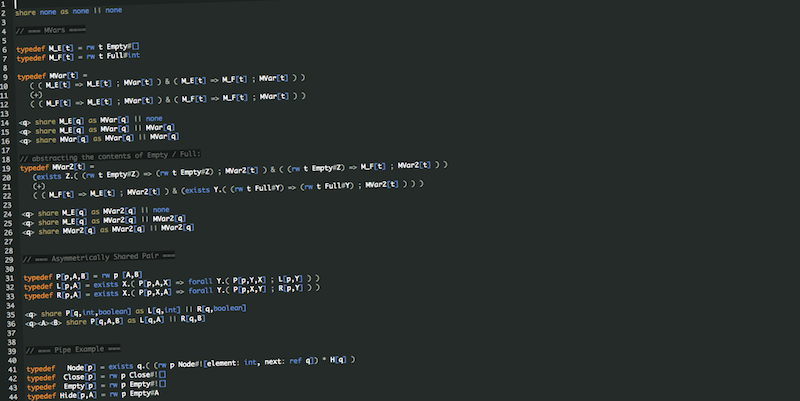 1
2 share none as none || none
3
4 // === MVars ====
5
6 typedef M_E[t] = rw t Empty#[]
7 typedef M_F[t] = rw t Full#int
8
9 typedef MVar[t] =
10 ( ( M_E[t] => M_E[t] ; MVar[t] ) & ( M_E[t] => M_F[t] ; MVar[t] ) )
11 (+)
12 ( ( M_F[t] => M_E[t] ; MVar[t] ) & ( M_F[t] => M_F[t] ; MVar[t] ) )
13
14 <q> share M_E[q] as MVar[q] || none
15 <q> share M_E[q] as MVar[q] || MVar[q]
16 <q> share MVar[q] as MVar[q] || MVar[q]
17
18 // abstracting the contents of Empty / Full:
19 typedef MVar2[t] =
20 (exists Z.( (rw t Empty#Z) => (rw t Empty#Z) ; MVar2[t] ) & ( (rw t Empty#Z) => M_F[t] ; MVar2[t] ) )
21 (+)
22 ( ( M_F[t] => M_E[t] ; MVar2[t] ) & (exists Y.( (rw t Full#Y) => (rw t Full#Y) ; MVar2[t] ) ) )
23
24 <q> share M_E[q] as MVar2[q] || none
25 <q> share M_E[q] as MVar2[q] || MVar2[q]
26 <q> share MVar2[q] as MVar2[q] || MVar2[q]
27
28
29 // === Asymmetrically Shared Pair ===
30
31 typedef P[p,A,B] = rw p [A,B]
32 typedef L[p,A] = exists X.( P[p,A,X] => forall Y.( P[p,Y,X] ; L[p,Y] ) )
33 typedef R[p,A] = exists X.( P[p,X,A] => forall Y.( P[p,X,Y] ; R[p,Y] ) )
34
35 <q> share P[q,int,boolean] as L[q,int] || R[q,boolean]
36 <q><A><B> share P[q,A,B] as L[q,A] || R[q,B]
37
38
39 // === Pipe Example ===
40
41 typedef Node[p] = exists q.( (rw p Node#![element: int, next: ref q]) * H[q] )
42 typedef Close[p] = rw p Close#![]
43 typedef Empty[p] = rw p Empty#![]
44 typedef Hide[p,A] = rw p Empty#A